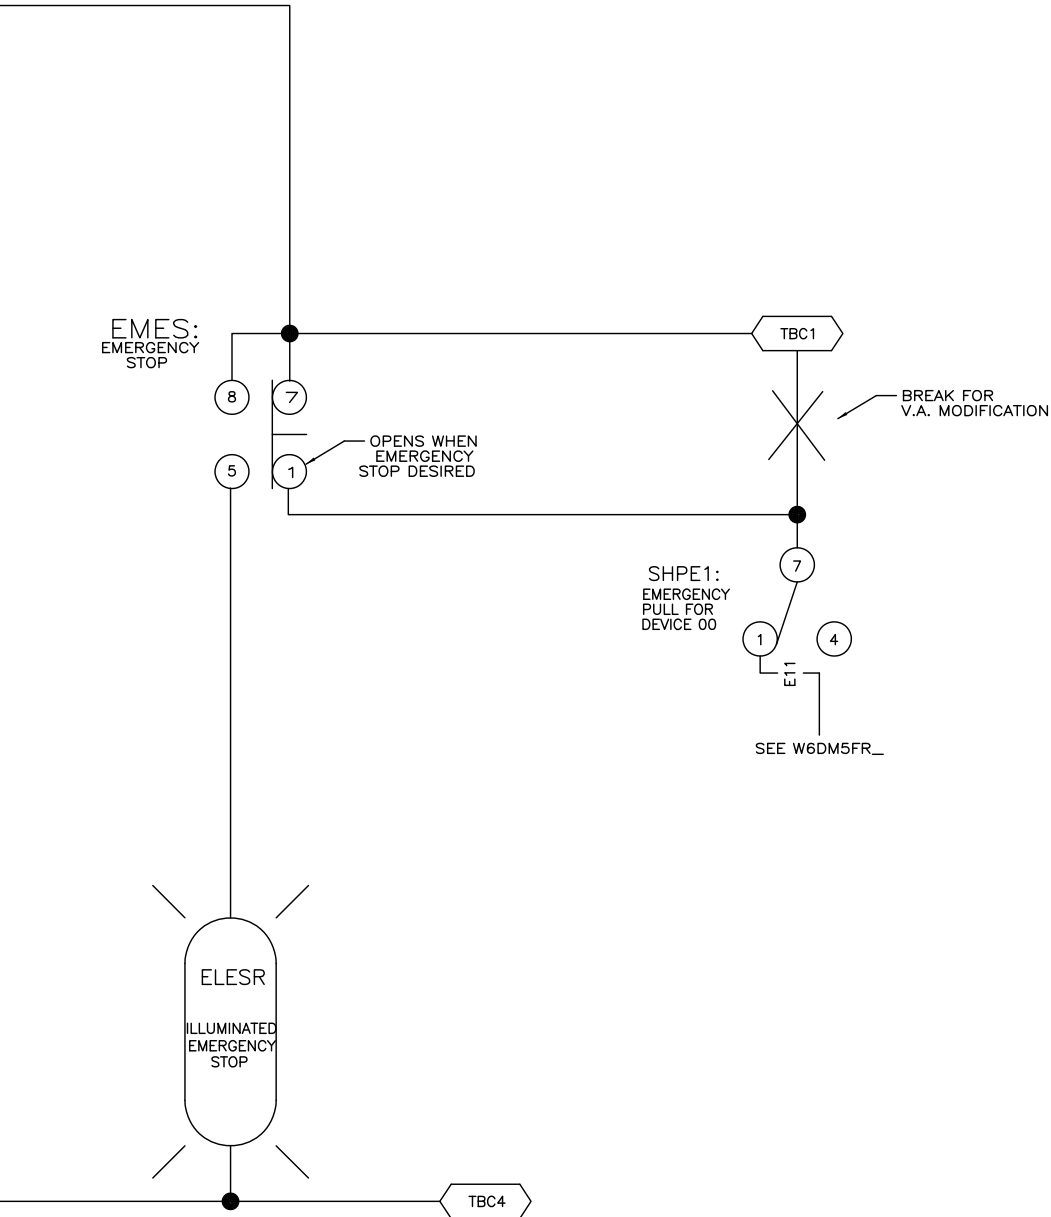 EMES:
EMERGENCY
STOP
TBC1
8
7
BREAK FOR
V.A. MODIFICATION
OPENS WHEN
EMERGENCY
STOP DESIRED
5
1
7
SHPE1:
EMERGENCY
PULL FOR
DEVICE 00
1
4
E11
SEE W6DM5FR_
ELESR
ILLUMINATED
EMERGENCY
STOP
TBC4